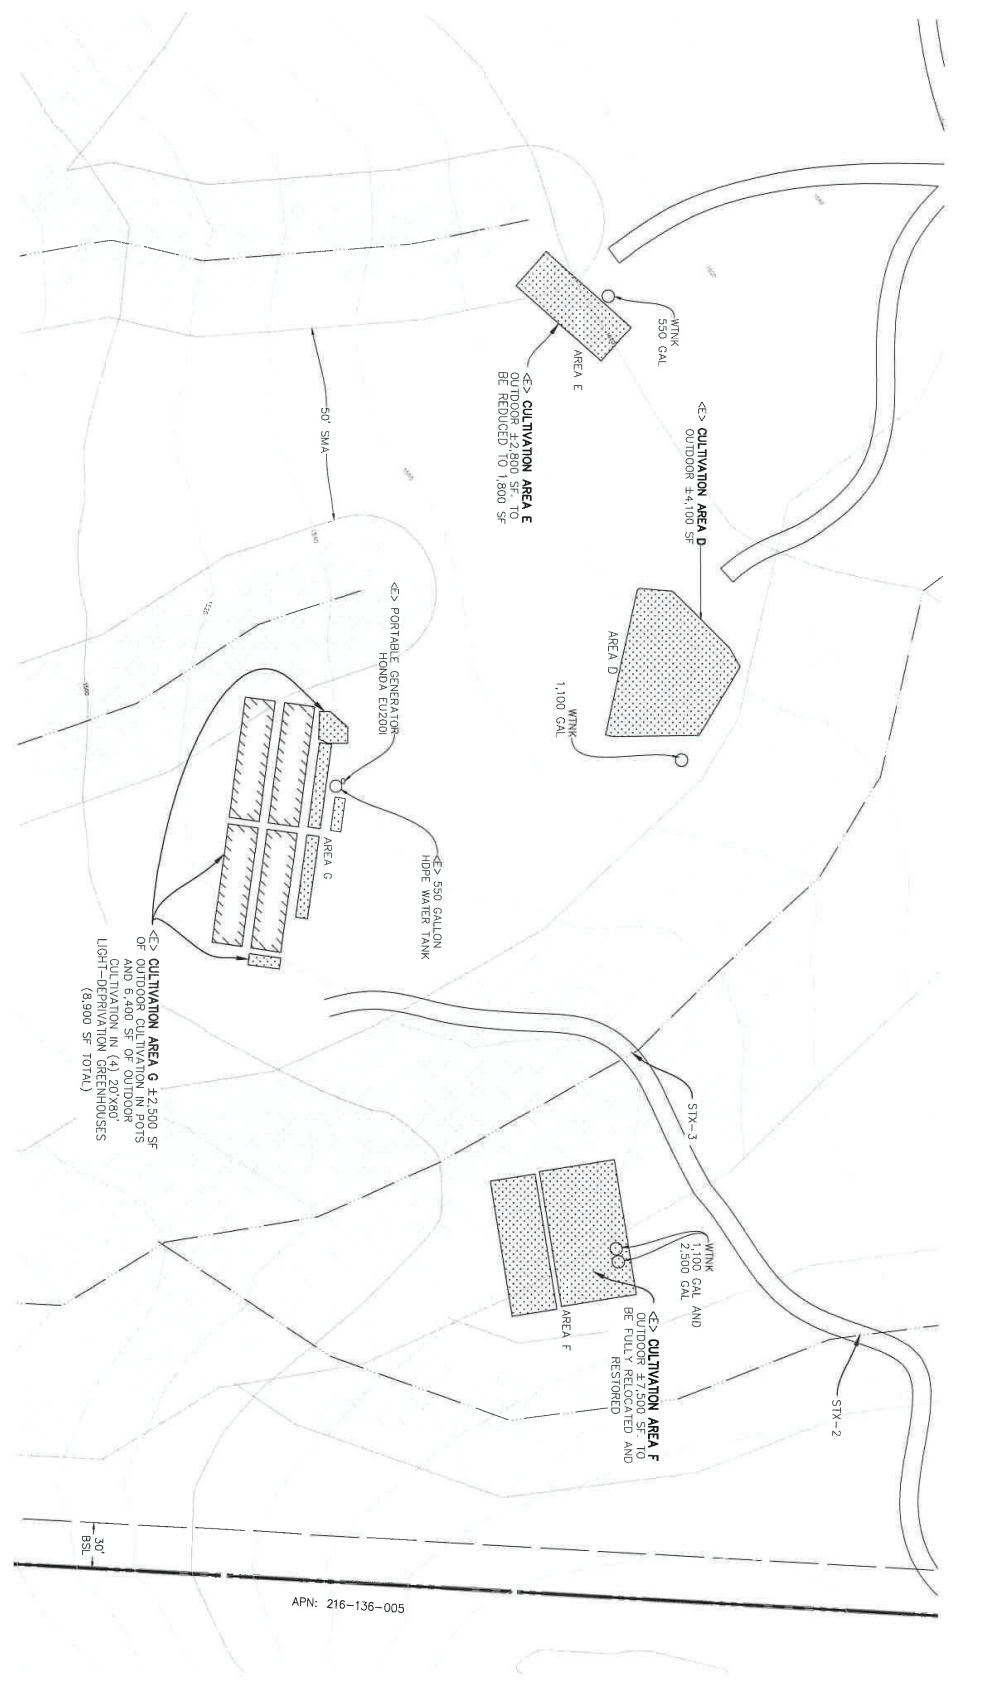 WTNK
550 GAL
AREA E
<E> CULTIVATION AREA E
OUTDOOR ±2,800 SF. TO
BE REDUCED TO 1,800 SF
<E> CULTIVATION AREA D
OUTDOOR ±4,100 SF
50' SMA
AREA D
WTNK
1,100 GAL
<E> PORTABLE GENERATOR
HONDA EU200I
AREA G
<E> 550 GALLON
HDPE WATER TANK
<E> CULTIVATION AREA G ±2,500 SF
OF OUTDOOR CULTIVATION IN POTS
AND 6,400 SF OF OUTDOOR
CULTIVATION IN (4) 20'X80'
LIGHT-DEPRIVATION GREENHOUSES
(8,900 SF TOTAL)
STX-3
WTNK
1,100 GAL AND
2,500 GAL
AREA F
<E> CULTIVATION AREA F
OUTDOOR ±7,500 SF. TO
BE FULLY RELOCATED AND
RESTORED
STX-2
30'
BSL
APN: 216-136-005